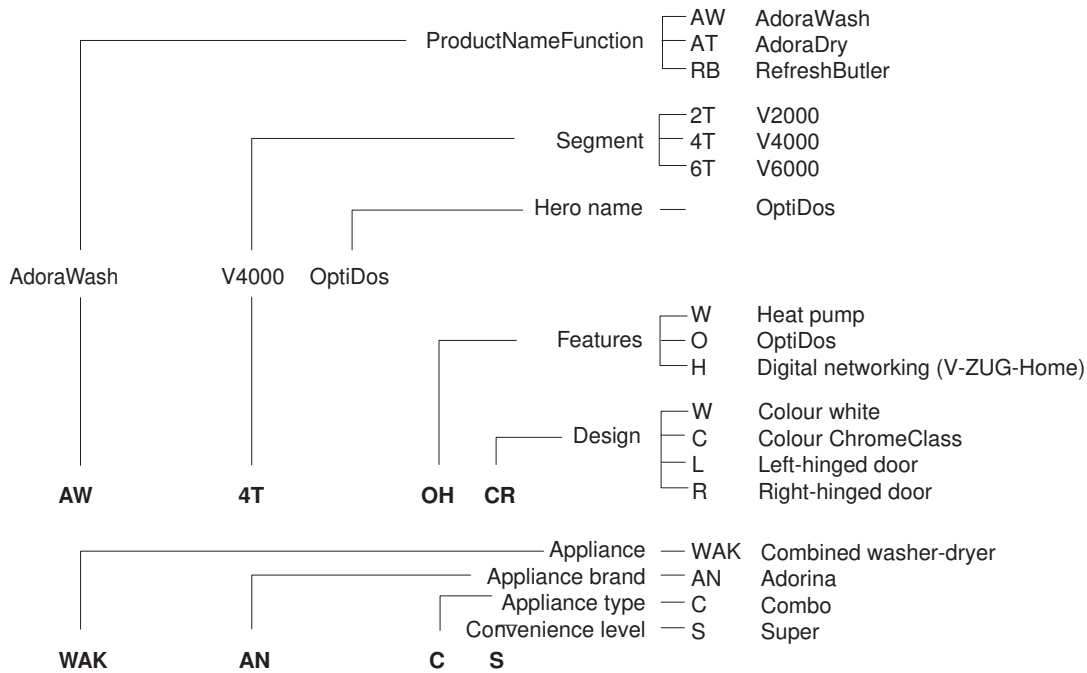 AW AdoraWash
ProductNameFunction AT AdoraDry
RB RefreshButler
2T V2000
Segment 4T V4000
6T V6000
Hero name OptiDos
AdoraWash V4000 OptiDos
W Heat pump
Features O OptiDos
H Digital networking (V-ZUG-Home)
W Colour white
Design C Colour ChromeClass
L Left-hinged door
R Right-hinged door
AW 4T OH CR
Appliance WAK Combined washer-dryer
Appliance brand AN Adorina
Appliance type C Combo
Convenience level S Super
WAK AN C S